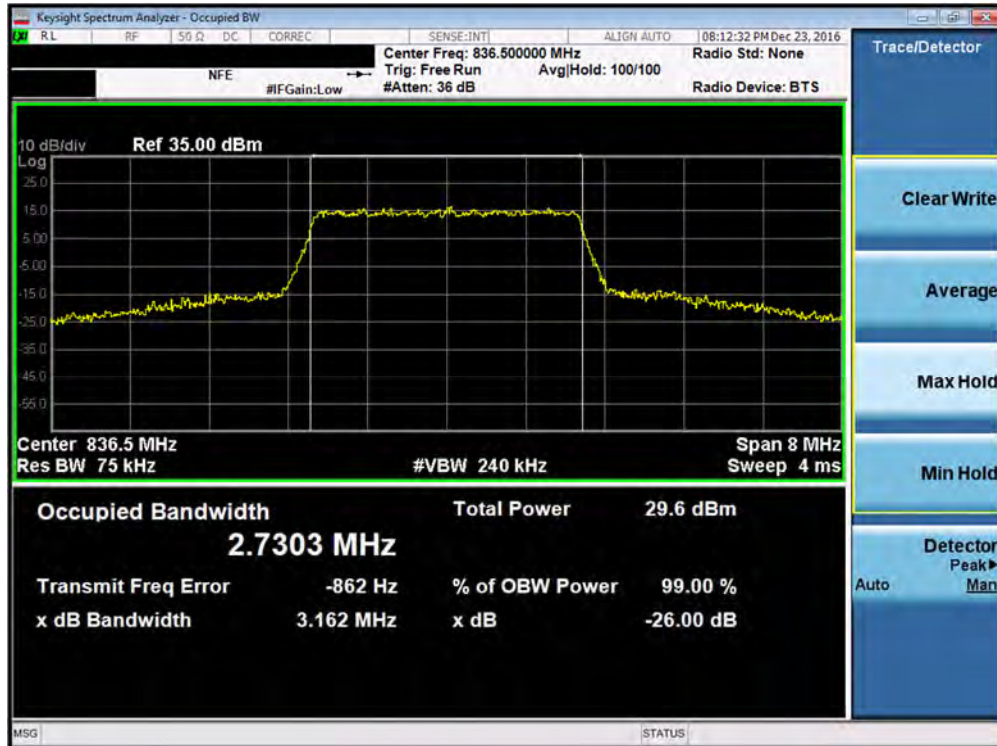 Keysight Spectrum Analyzer - Occupied BW
LXI RL RF 50 Ω DC CORREC SENSE:INT ALIGN AUTO 08:12:32 PM Dec 23, 2016
Center Freq: 836.500000 MHz Radio Std: None
NFE Trig: Free Run Avg|Hold: 100/100
#IFGain:Low #Atten: 36 dB Radio Device: BTS
Trace/Detector
10 dB/div Ref 35.00 dBm
Log
25.0
15.0
5.00
-5.00
-15.0
-25.0
-35.0
-45.0
-55.0
Center 836.5 MHz Span 8 MHz
Res BW 75 kHz #VBW 240 kHz Sweep 4 ms
Occupied Bandwidth Total Power 29.6 dBm
2.7303 MHz
Transmit Freq Error -862 Hz % of OBW Power 99.00 %
x dB Bandwidth 3.162 MHz x dB -26.00 dB
Clear Write
Average
Max Hold
Min Hold
Detector
Peak▶
Auto Man
MSG STATUS